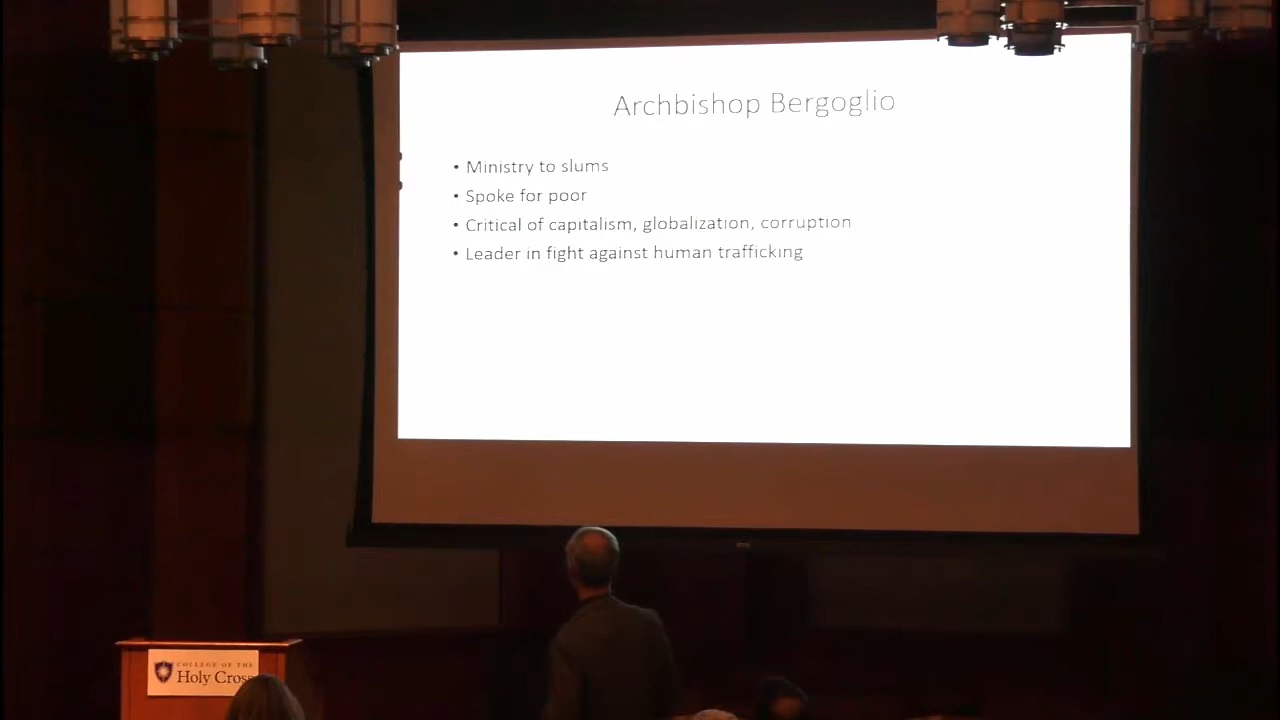 Archbishop Bergoglio
• Ministry to slums
• Spoke for poor
• Critical of capitalism, globalization, corruption
• Leader in fight against human trafficking
COLLEGE OF THE
Holy Cross